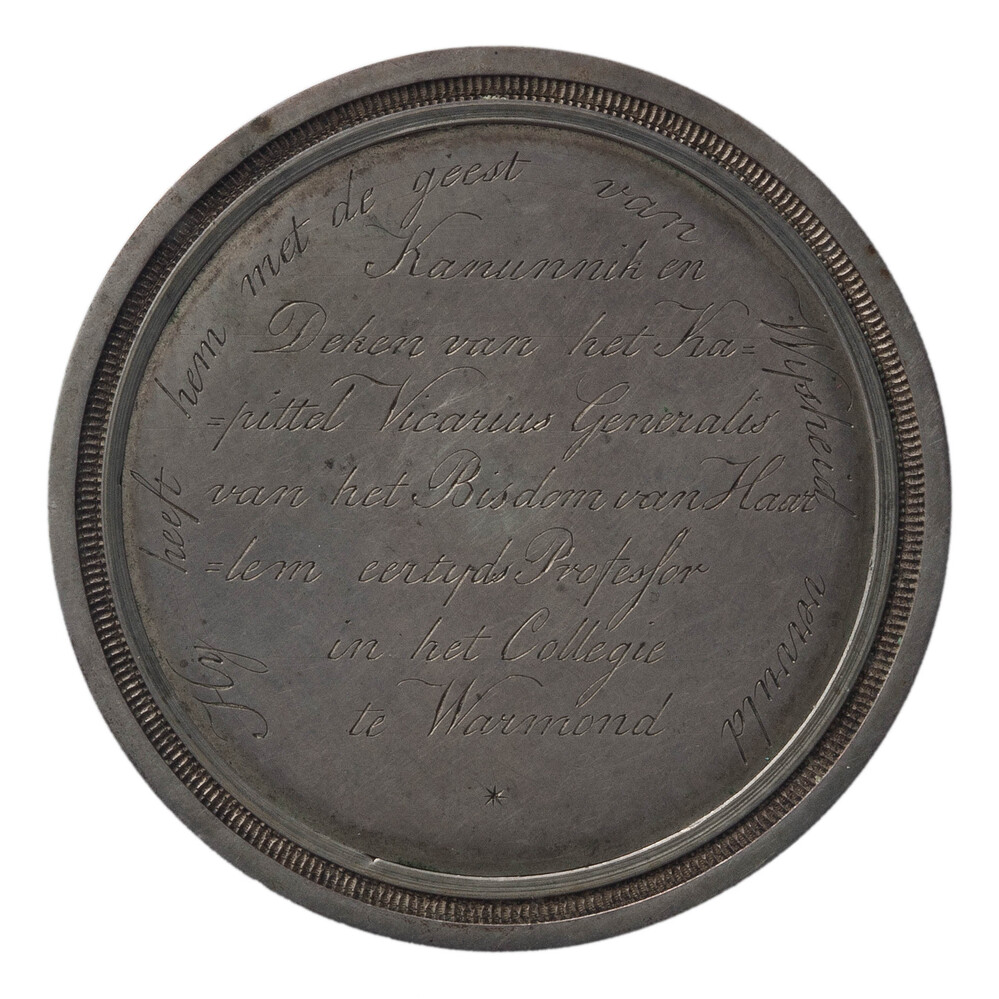 Hy heeft hem hem met de geest van Wysheid vervuld
Kanunnik en
Deken van het Ka=
=pittel Vicarius Generalis
van het Bisdom van Haar
=lem eertyds Professor
in het Collegie
te Warmond